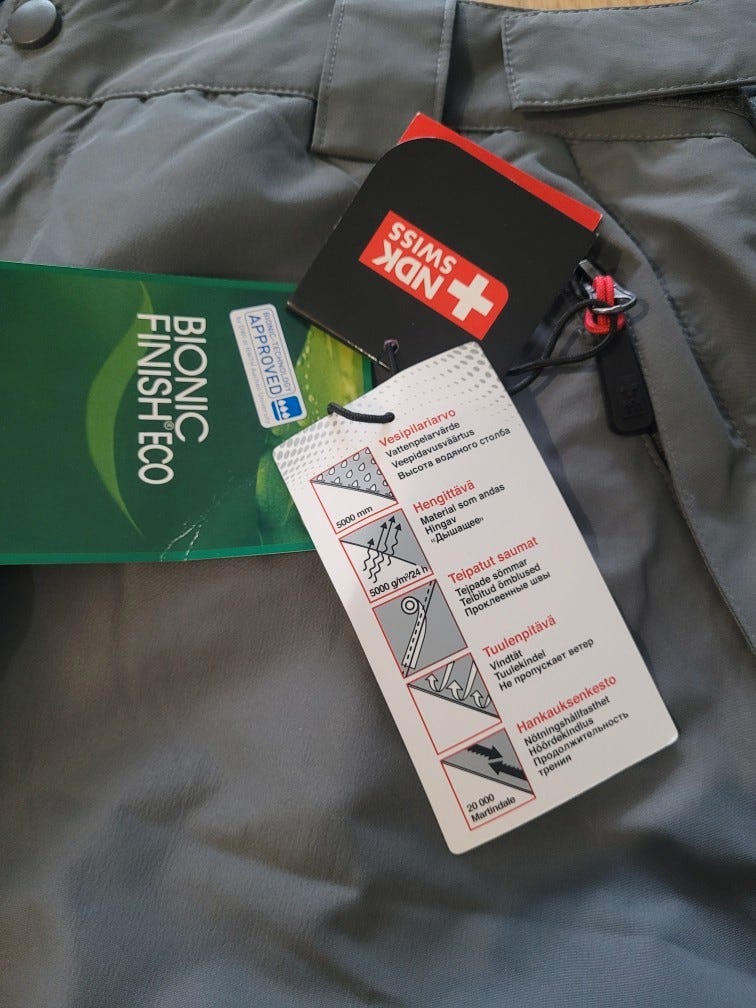 NDK
SWISS
BIONIC
FINISH®ECO
BIONIC-TECHNOLOGY
APPROVED
Vesipilariarvo
Vattenpelarvärde
Veepidavusväärtus
Высота водяного столба
5000 mm
Hengittävä
Material som andas
Hingav
«Дышащее»
5000 g/m²/24 h
Teipatut saumat
Tejpade sömmar
Teibitud õmblused
Проклеенные швы
Tuulenpitävä
Vindtät
Tuulekindel
Не пропускает ветер
Hankauksenkesto
Nötningshållfasthet
Hõõrdekindlus
Продолжительность
трения
20 000
Martindale